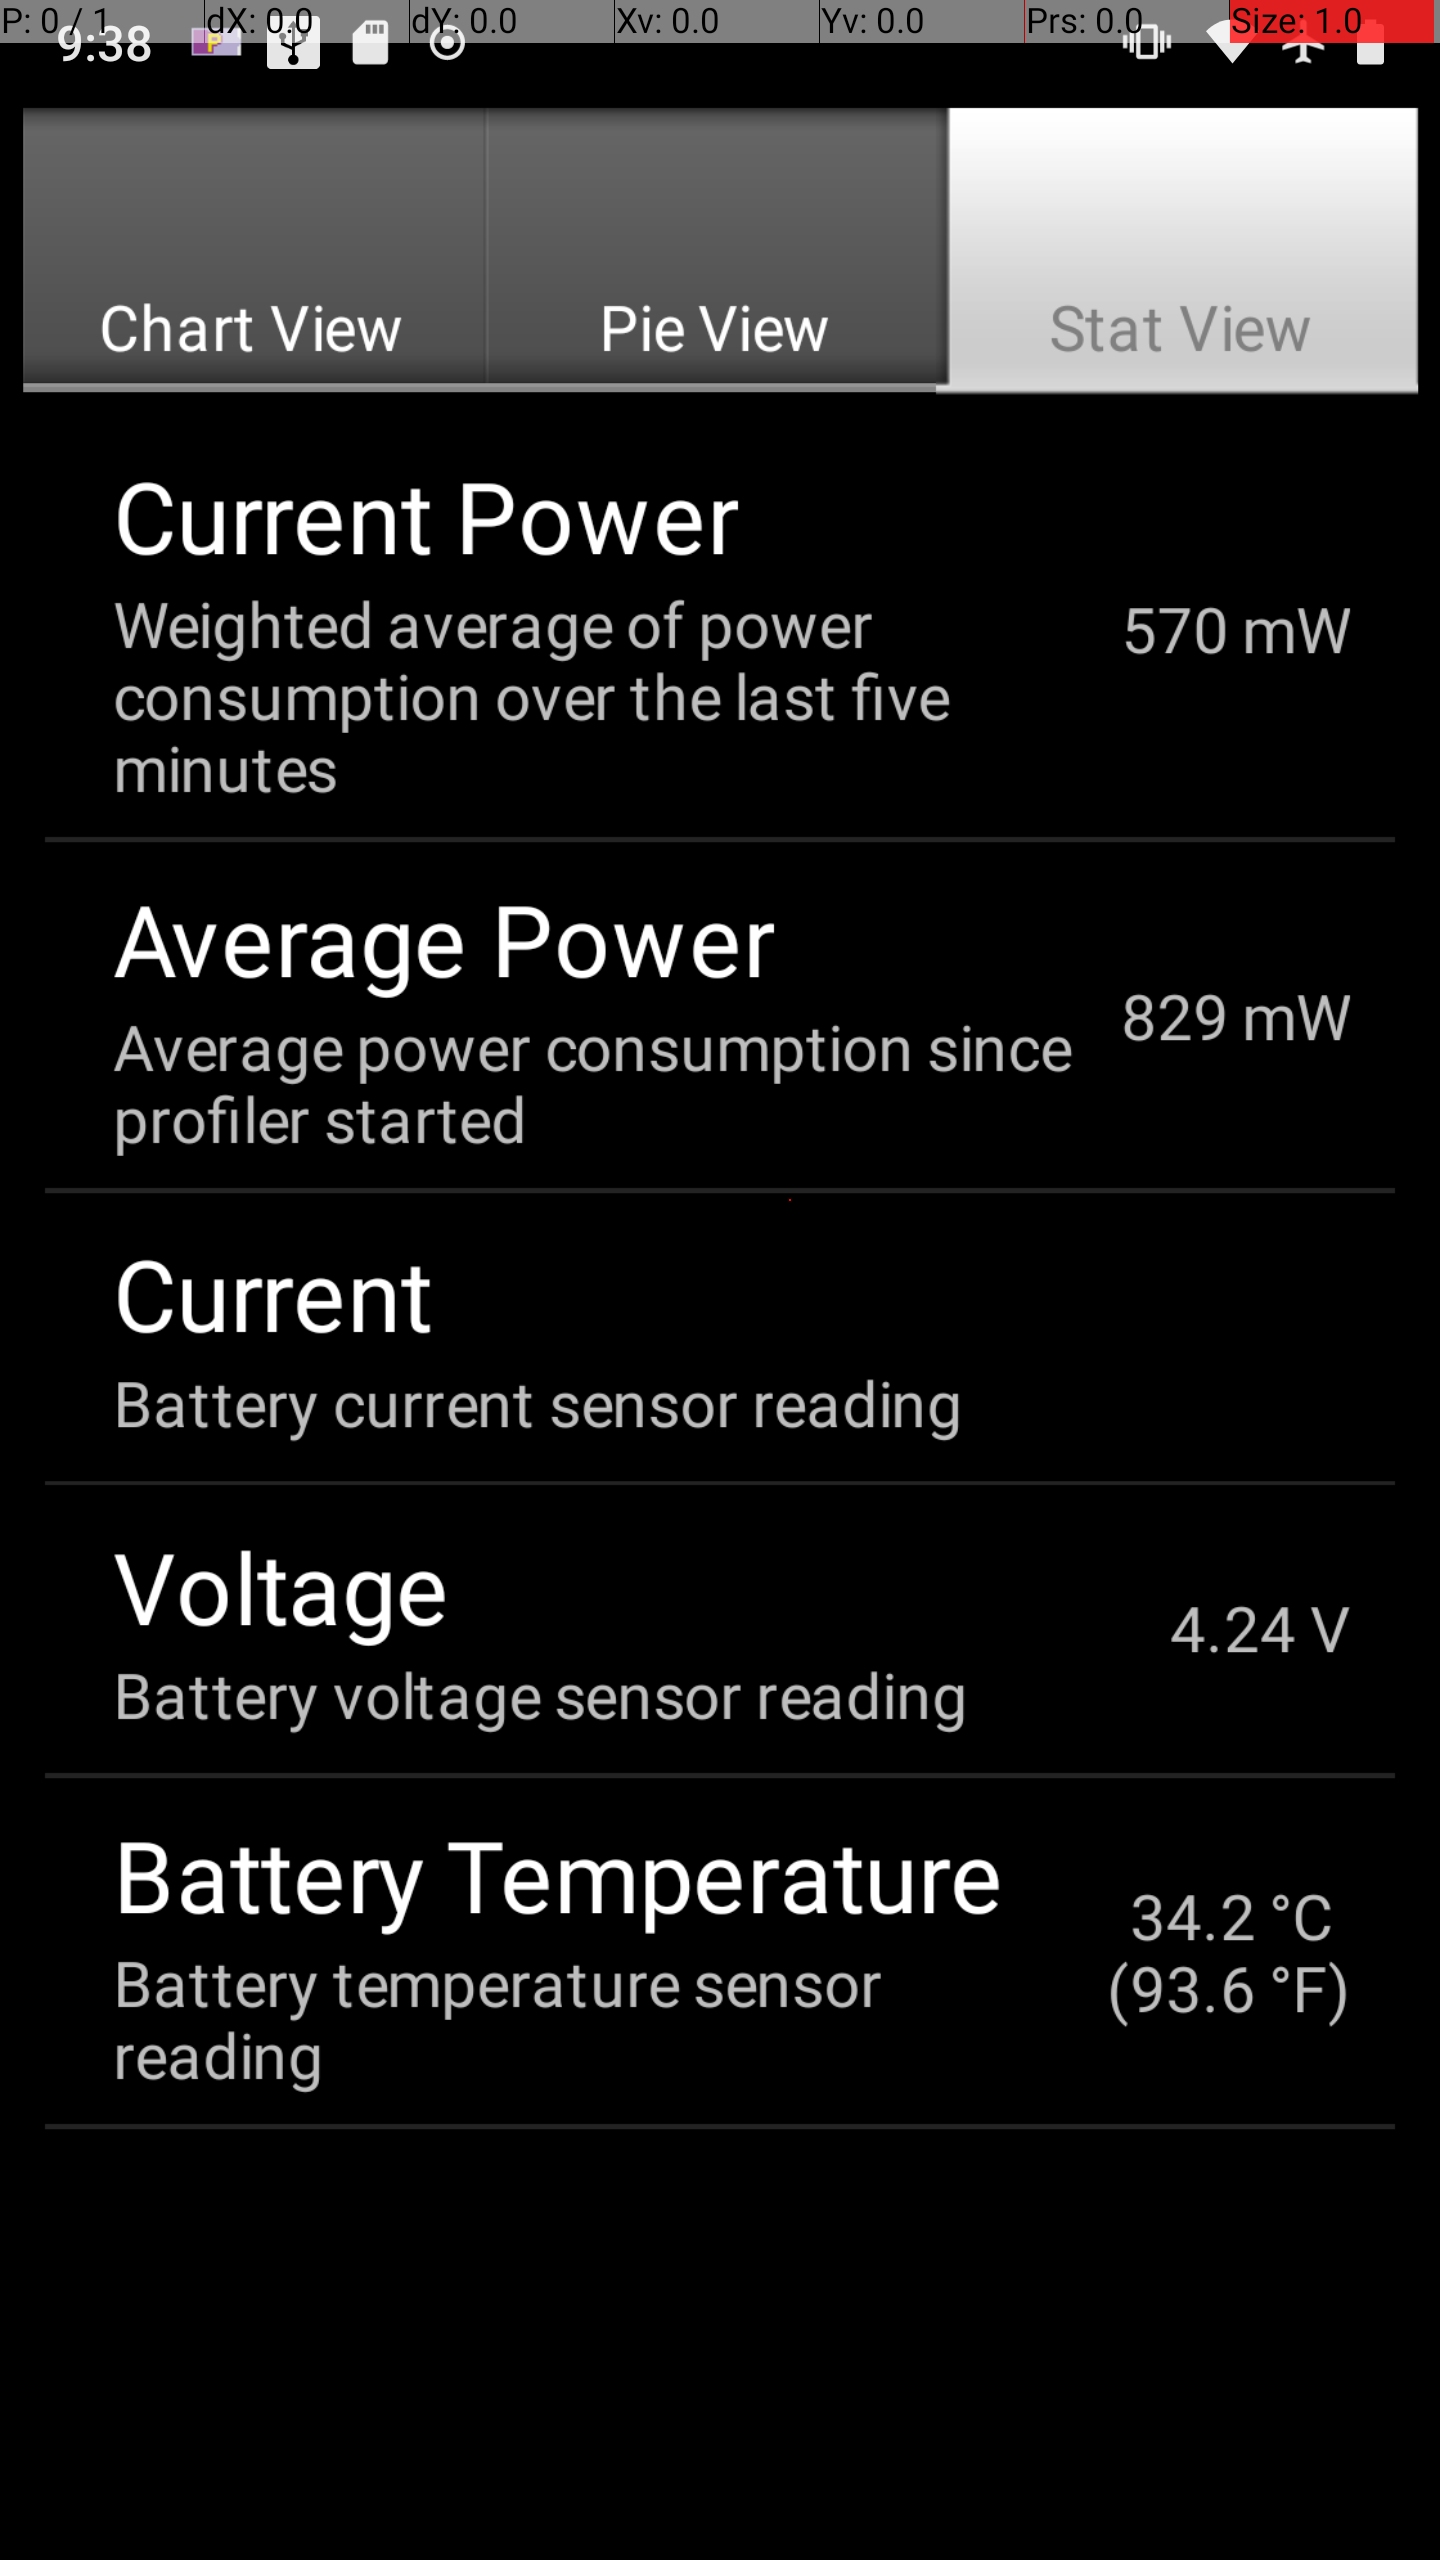 P: 0 / 1 dX: 0.0 dY: 0.0 Xv: 0.0 Yv: 0.0 Prs: 0.0 Size: 1.0
9:38 P
Chart View Pie View Stat View
Current Power
Weighted average of power
consumption over the last five
minutes
570 mW
Average Power
Average power consumption since
profiler started
829 mW
Current
Battery current sensor reading
Voltage
Battery voltage sensor reading
4.24 V
Battery Temperature
Battery temperature sensor
reading
34.2 °C
(93.6 °F)